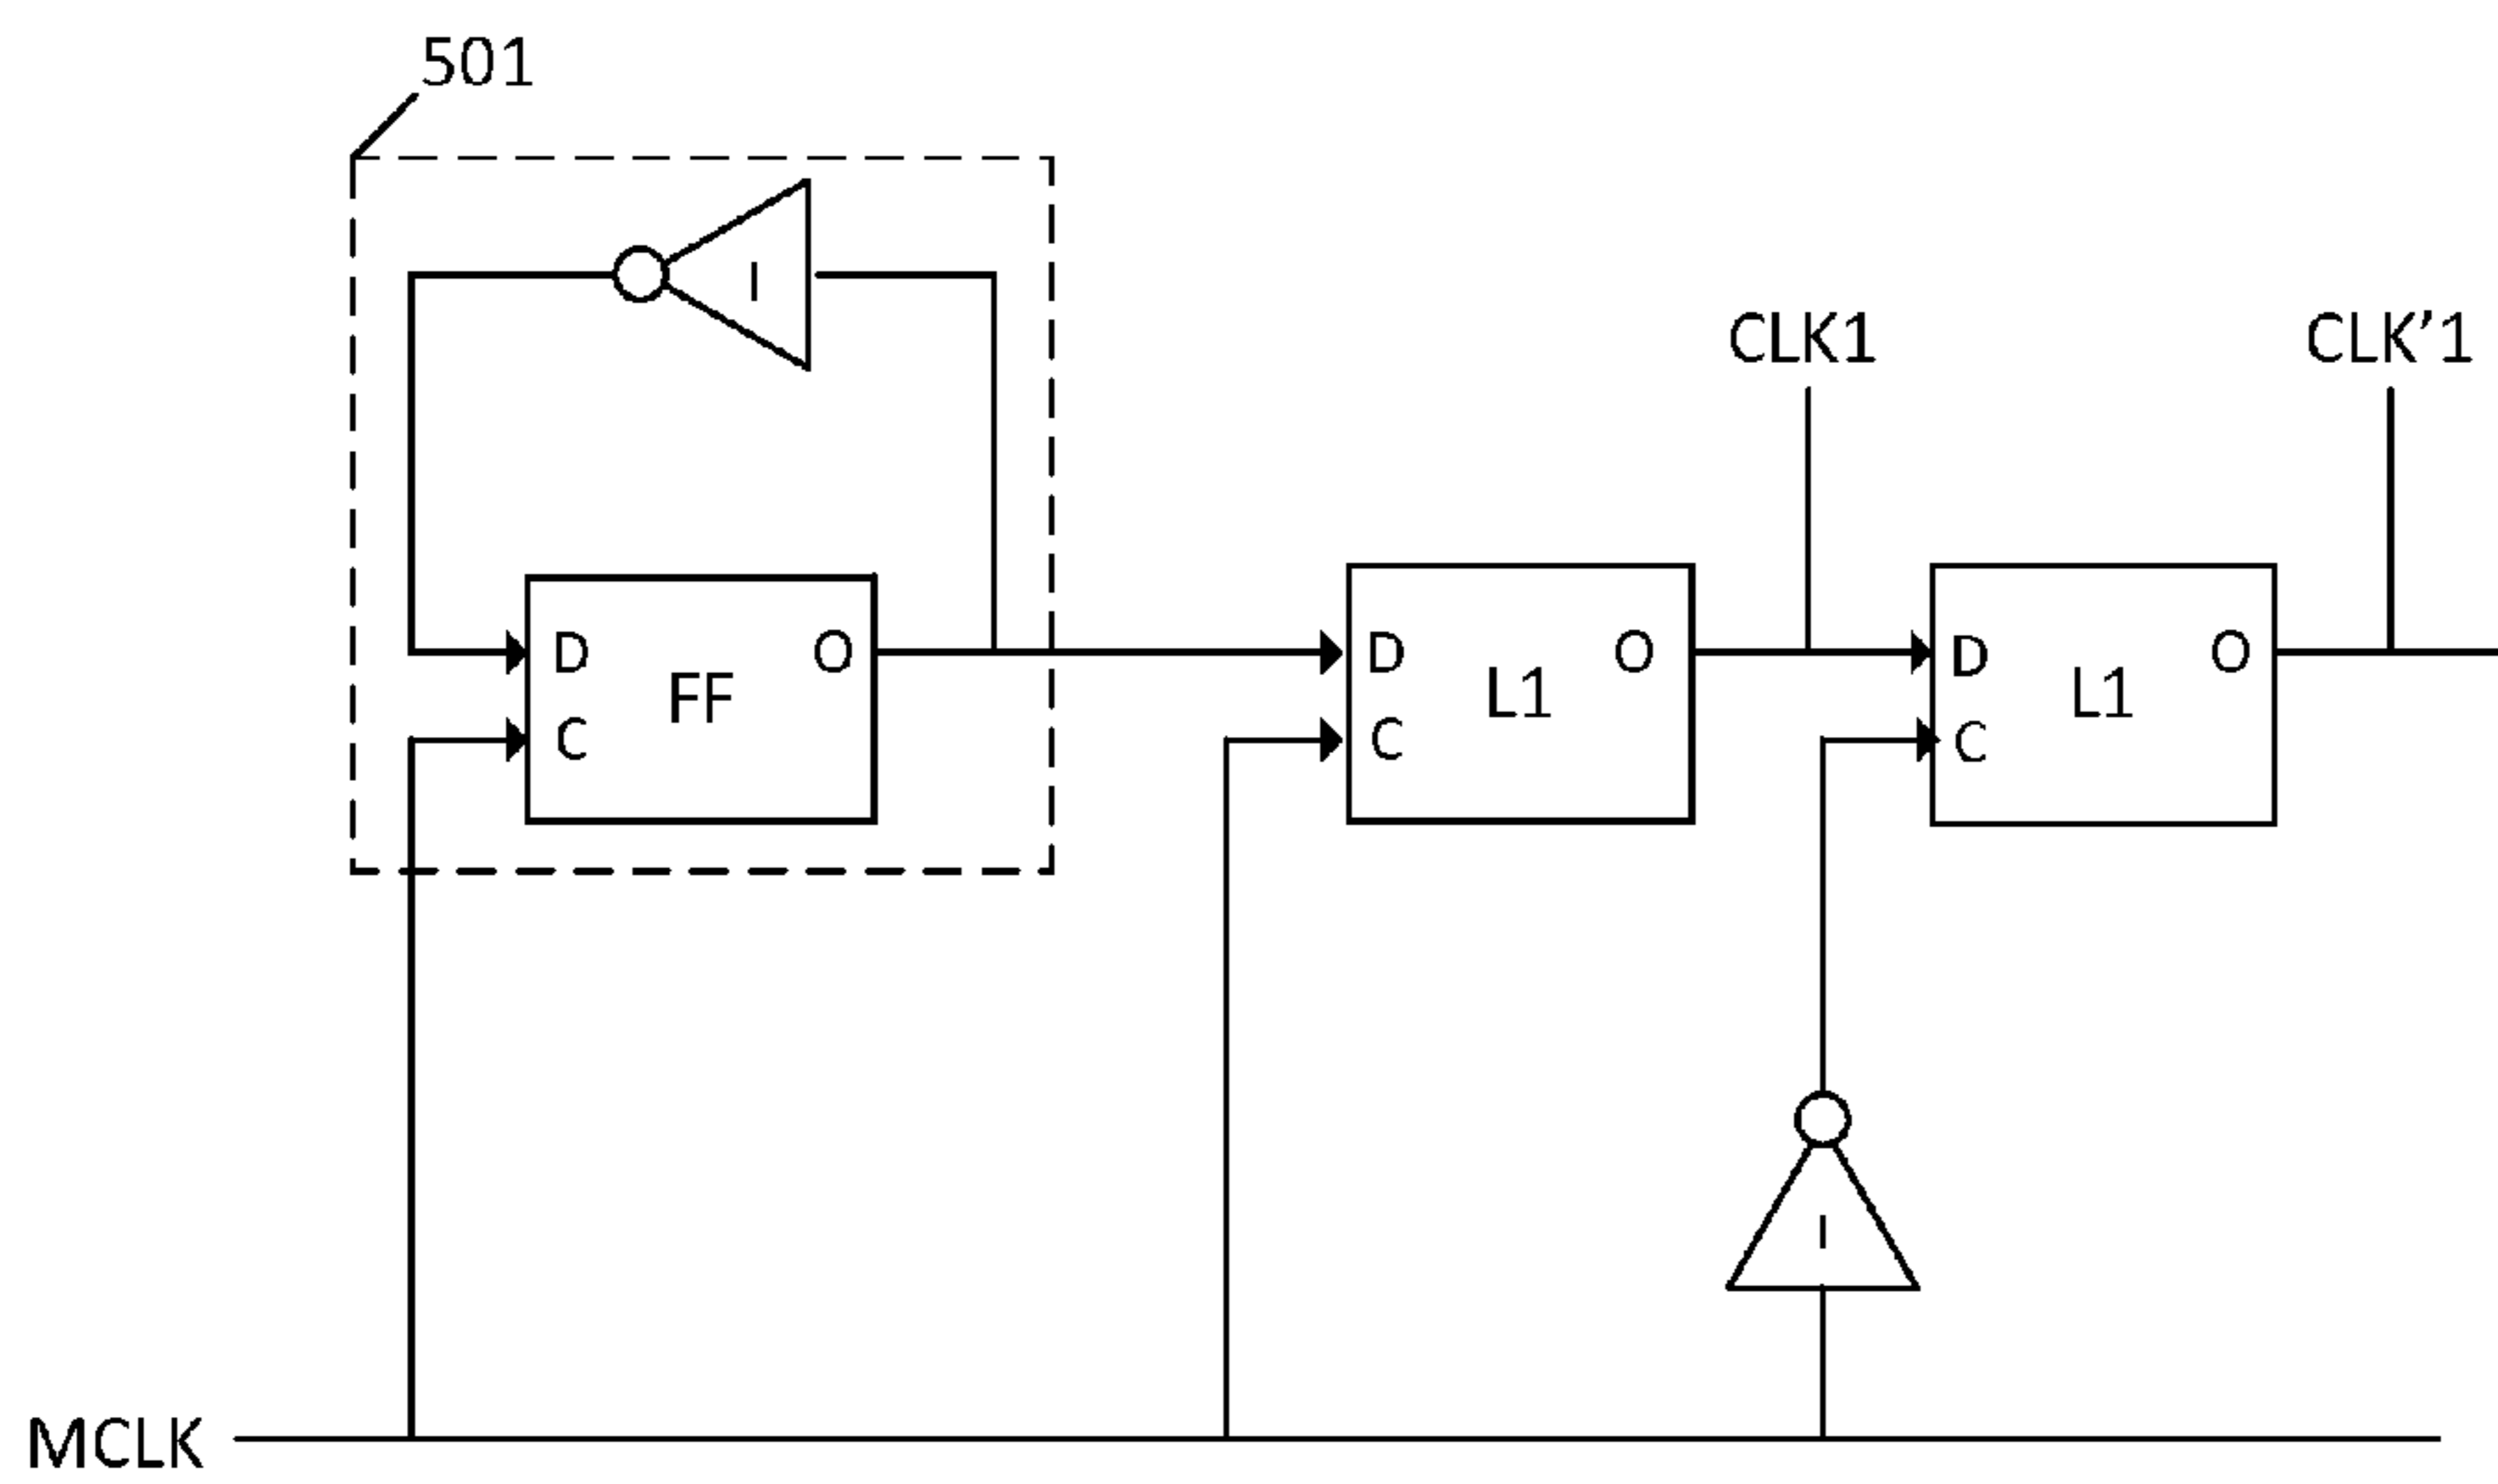 501
I
CLK1 CLK’1
D O D O D O
FF L1 L1
C C C
I
MCLK